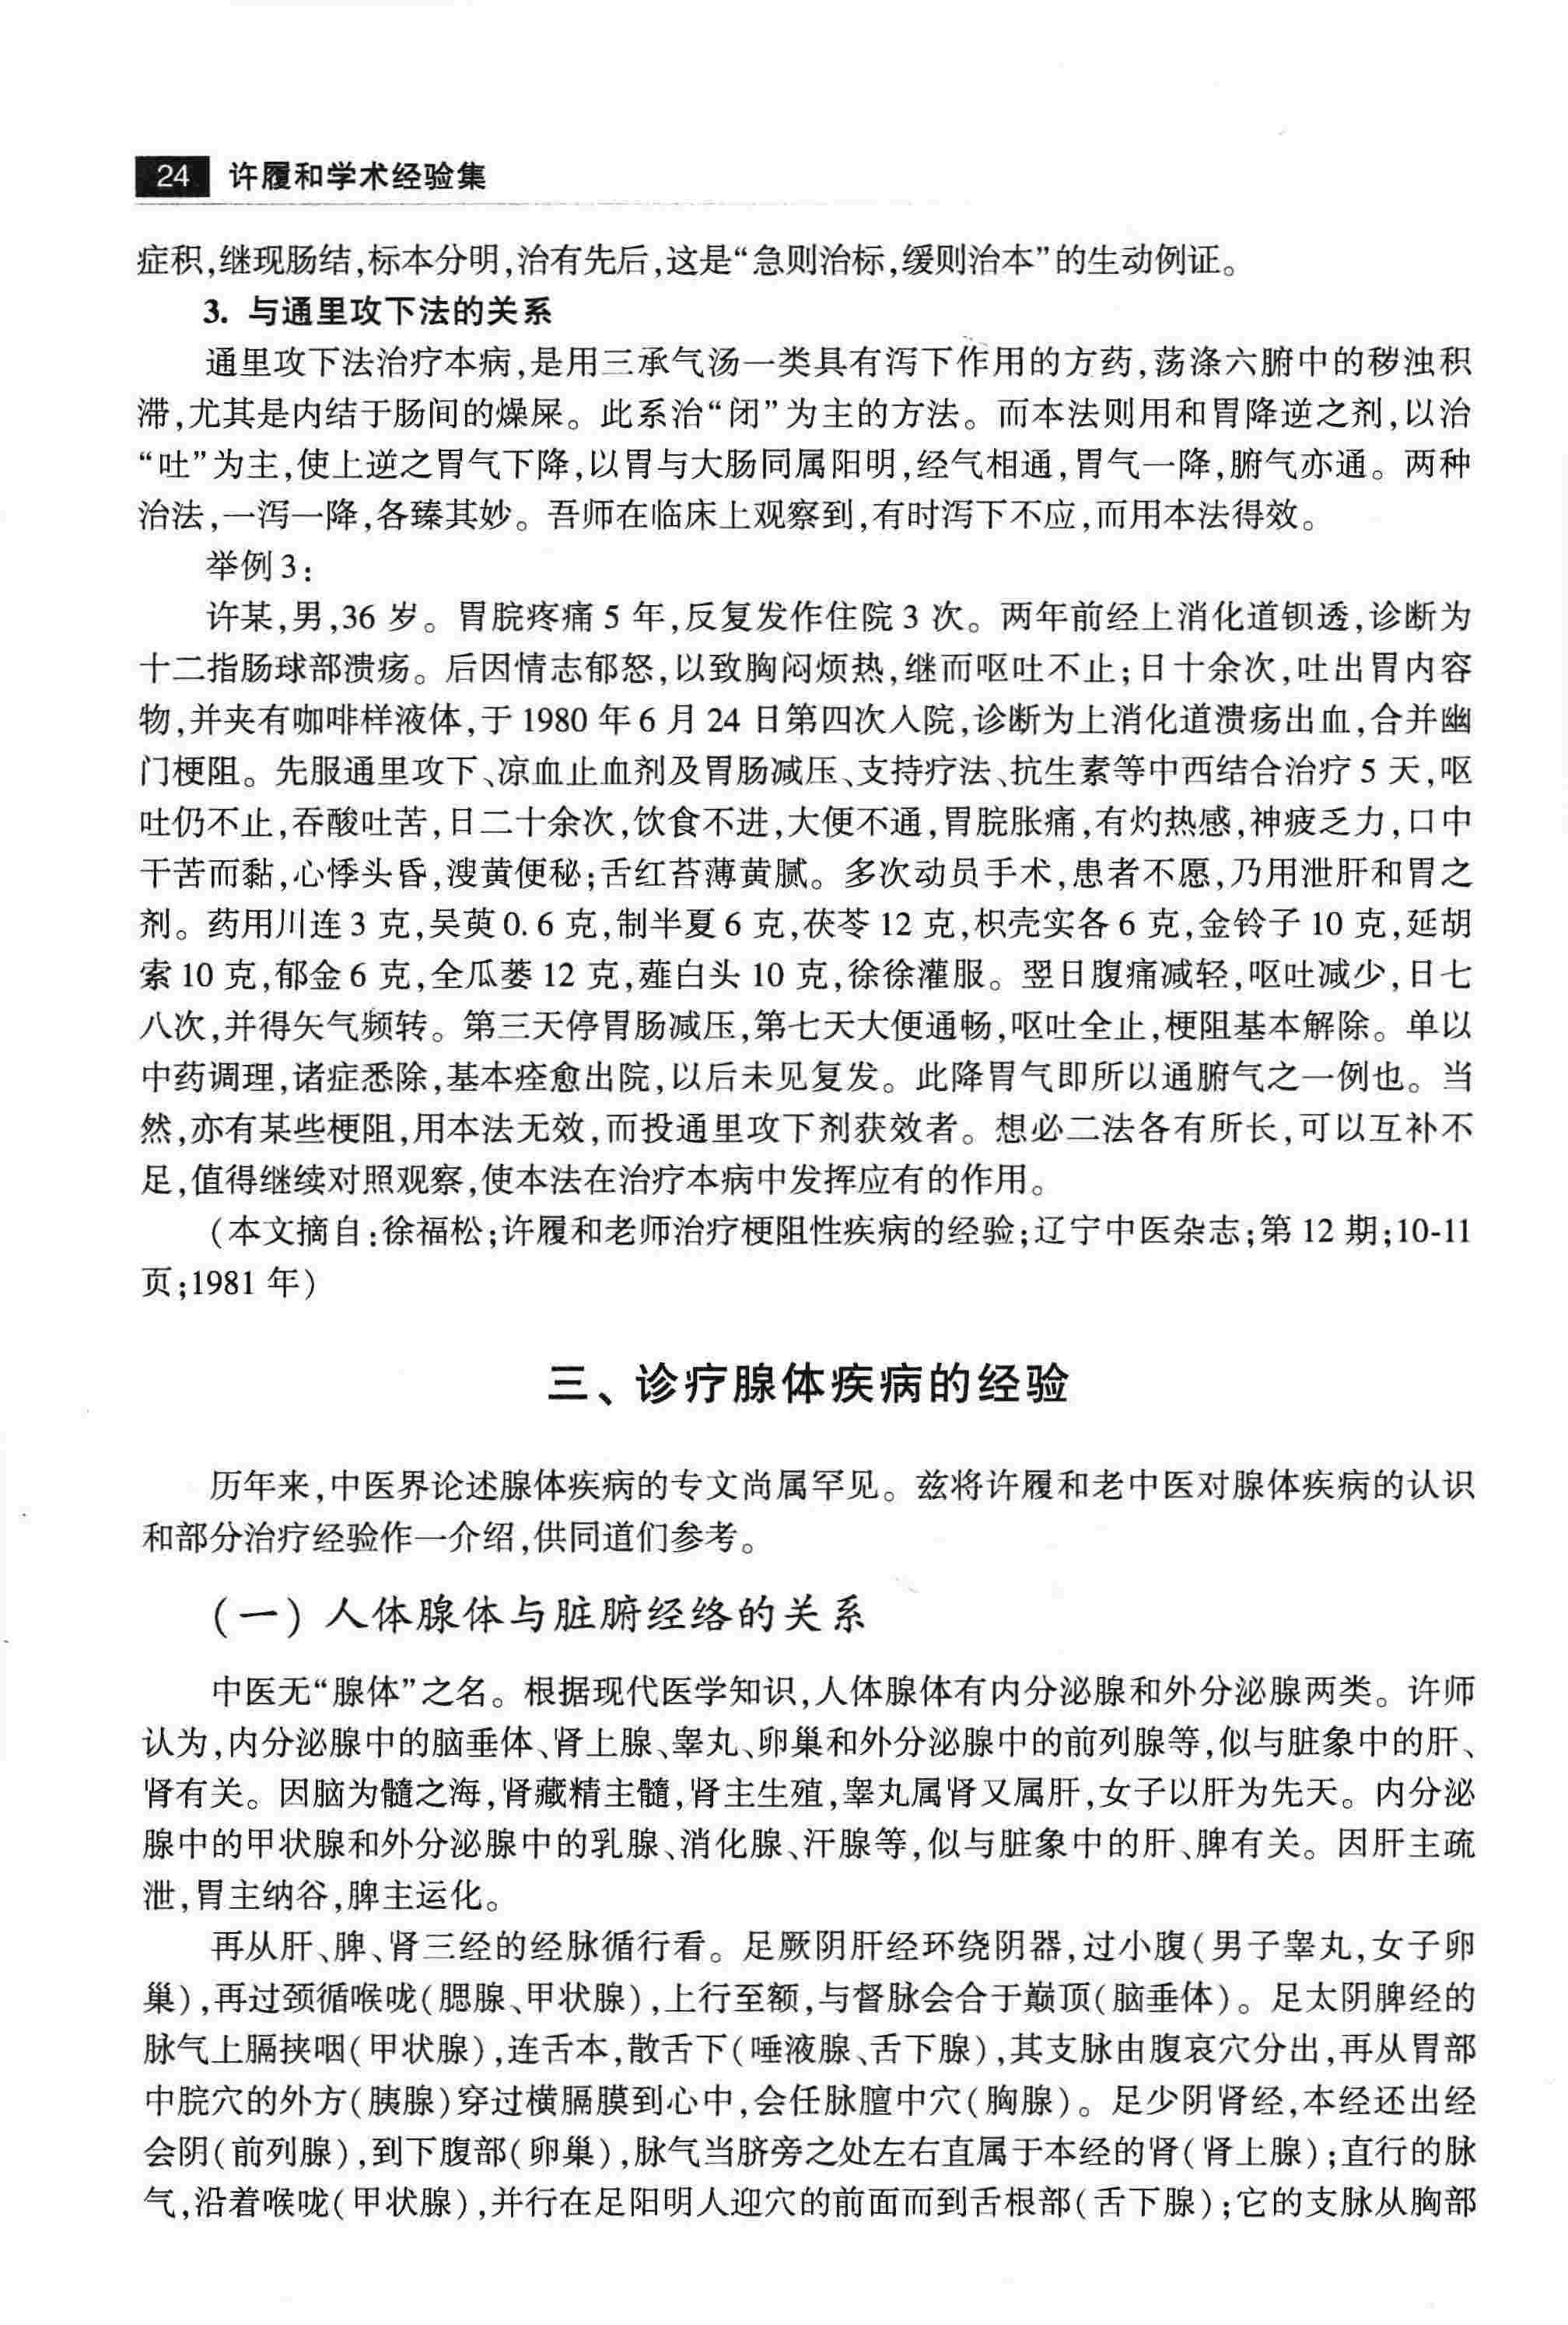 24 许履和学术经验集
症积,继现肠结,标本分明,治有先后,这是“急则治标,缓则治本”的生动例证。
3. 与通里攻下法的关系
通里攻下法治疗本病,是用三承气汤一类具有泻下作用的方药,荡涤六腑中的秽浊积
滞,尤其是内结于肠间的燥屎。此系治“闭”为主的方法。而本法则用和胃降逆之剂,以治
“吐”为主,使上逆之胃气下降,以胃与大肠同属阳明,经气相通,胃气一降,腑气亦通。两种
治法,一泻一降,各臻其妙。吾师在临床上观察到,有时泻下不应,而用本法得效。
举例3:
许某,男,36 岁。胃脘疼痛 5 年,反复发作住院 3 次。两年前经上消化道钡透,诊断为
十二指肠球部溃疡。后因情志郁怒,以致胸闷烦热,继而呕吐不止;日十余次,吐出胃内容
物,并夹有咖啡样液体,于 1980 年 6 月 24 日第四次入院,诊断为上消化道溃疡出血,合并幽
门梗阻。先服通里攻下、凉血止血剂及胃肠减压、支持疗法、抗生素等中西结合治疗 5 天,呕
吐仍不止,吞酸吐苦,日二十余次,饮食不进,大便不通,胃脘胀痛,有灼热感,神疲乏力,口中
干苦而黏,心悸头昏,溲黄便秘;舌红苔薄黄腻。多次动员手术,患者不愿,乃用泄肝和胃之
剂。药用川连 3 克,吴萸 0.6 克,制半夏 6 克,茯苓 12 克,枳壳实各 6 克,金铃子 10 克,延胡
索 10 克,郁金 6 克,全瓜蒌 12 克,薤白头 10 克,徐徐灌服。翌日腹痛减轻,呕吐减少,日七
八次,并得矢气频转。第三天停胃肠减压,第七天大便通畅,呕吐全止,梗阻基本解除。单以
中药调理,诸症悉除,基本痊愈出院,以后未见复发。此降胃气即所以通腑气之一例也。当
然,亦有某些梗阻,用本法无效,而投通里攻下剂获效者。想必二法各有所长,可以互补不
足,值得继续对照观察,使本法在治疗本病中发挥应有的作用。
(本文摘自:徐福松;许履和老师治疗梗阻性疾病的经验;辽宁中医杂志;第 12 期;10-11
页;1981 年)
三、诊疗腺体疾病的经验
历年来,中医界论述腺体疾病的专文尚属罕见。兹将许履和老中医对腺体疾病的认识
和部分治疗经验作一介绍,供同道们参考。
(一) 人体腺体与脏腑经络的关系
中医无“腺体”之名。根据现代医学知识,人体腺体有内分泌腺和外分泌腺两类。许师
认为,内分泌腺中的脑垂体、肾上腺、睾丸、卵巢和外分泌腺中的前列腺等,似与脏象中的肝、
肾有关。因脑为髓之海,肾藏精主髓,肾主生殖,睾丸属肾又属肝,女子以肝为先天。内分泌
腺中的甲状腺和外分泌腺中的乳腺、消化腺、汗腺等,似与脏象中的肝、脾有关。因肝主疏
泄,胃主纳谷,脾主运化。
再从肝、脾、肾三经的经脉循行看。足厥阴肝经环绕阴器,过小腹(男子睾丸,女子卵
巢),再过颈循喉咙(腮腺、甲状腺),上行至额,与督脉会合于巅顶(脑垂体)。足太阴脾经的
脉气上膈挟咽(甲状腺),连舌本,散舌下(唾液腺、舌下腺),其支脉由腹哀穴分出,再从胃部
中脘穴的外方(胰腺)穿过横膈膜到心中,会任脉膻中穴(胸腺)。足少阴肾经,本经还出经
会阴(前列腺),到下腹部(卵巢),脉气当脐旁之处左右直属于本经的肾(肾上腺);直行的脉
气,沿着喉咙(甲状腺),并行在足阳明人迎穴的前面而到舌根部(舌下腺);它的支脉从胸部